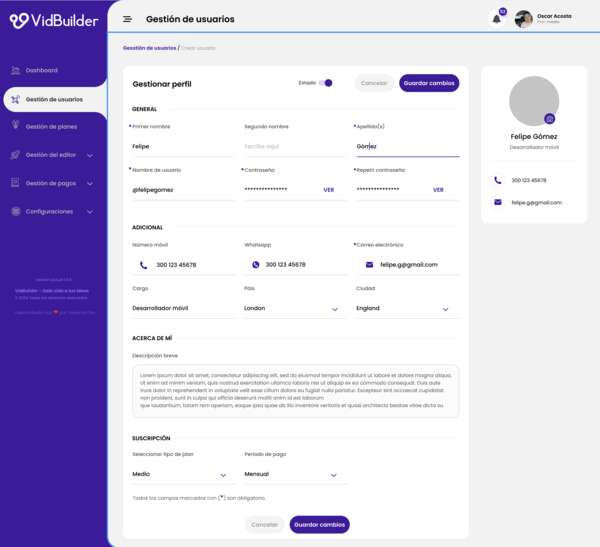 VidBuilder
Gestión de usuarios
Oscar Acosta
Gestión de usuarios / Crear usuario
Dashboard
Gestión de usuarios
Gestión de planes
Gestión del editor
Gestión de pagos
Configuraciones
VidBuilder - Dale vida a tus ideas
Gestionar perfil
Estado
Cancelar
Guardar cambios
GENERAL
*Primer nombre
Segundo nombre
*Apellido(s)
Felipe
Escribe aquí
Gómez
*Nombre de usuario
*Contraseña
*Repetir contraseña
@felipegomez
***************
VER
***************
VER
ADICIONAL
Número móvil
Whatsapp
*Correo electrónico
300 123 45678
300 123 45678
felipe.g@gmail.com
Cargo
País
Ciudad
Desarrollador móvil
London
England
ACERCA DE MÍ
Descripción breve
Lorem ipsum dolor sit amet, consectetur adipiscing elit, sed do eiusmod tempor incididunt ut labore et dolore magna aliqua.
Ut enim ad minim veniam, quis nostrud exercitation ullamco laboris nisi ut aliquip ex ea commodo consequat. Duis aute
irure dolor in reprehenderit in voluptate velit esse cillum dolore eu fugiat nulla pariatur. Excepteur sint occaecat cupidatat
non proident, sunt in culpa qui officia deserunt mollit anim id est laborum
que laudantium, totam rem aperiam, eaque ipsa quae ab illo inventore veritatis et quasi architecto beatae vitae dicta su
SUSCRIPCIÓN
Seleccionar tipo de plan
Periodo de pago
Medio
Mensual
Todos los campos marcados con (*) son obligatorio.
Cancelar
Guardar cambios
Felipe Gómez
Desarrollador móvil
300 123 45678
felipe.g@gmail.com